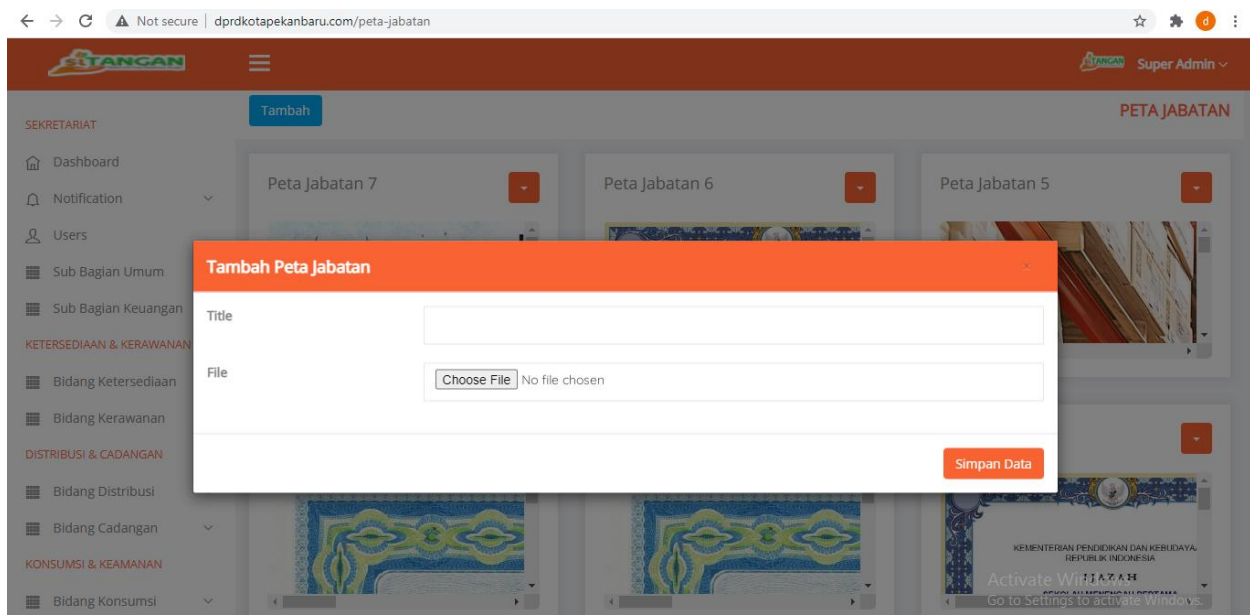 Not secure | dprdkotapekanbaru.com/peta-jabatan
d
SiTANGAN
SiTANGAN Super Admin
SEKRETARIAT
Tambah
PETA JABATAN
Dashboard
Notification
Users
Sub Bagian Umum
Sub Bagian Keuangan
KETERSEDIAAN & KERAWANAN
Bidang Ketersediaan
Bidang Kerawanan
DISTRIBUSI & CADANGAN
Bidang Distribusi
Bidang Cadangan
KONSUMSI & KEAMANAN
Bidang Konsumsi
Peta Jabatan 7
Peta Jabatan 6
Peta Jabatan 5
Tambah Peta Jabatan
×
Title
File
Choose File No file chosen
Simpan Data
KEMENTERIAN PENDIDIKAN DAN KEBUDAYA
REPUBLIK INDONESIA
IJAZAH
SEKOLAH MENENGAH PERTAMA
Activate Windows
Go to Settings to activate Windows.